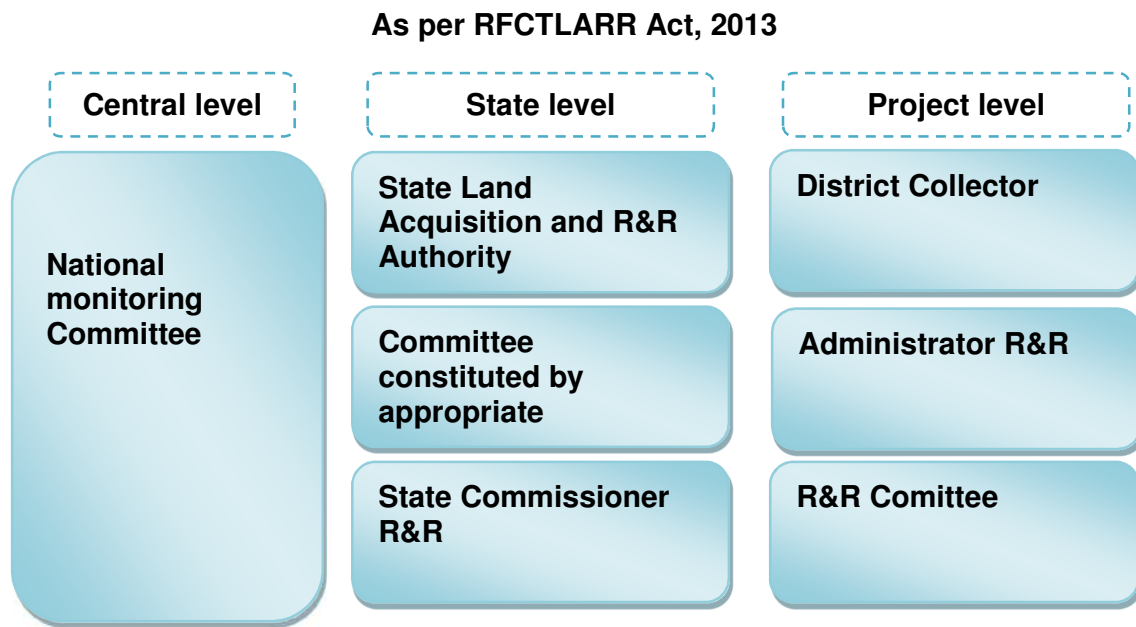 As per RFCTLARR Act, 2013
Central level
State level
Project level
National
monitoring
Committee
State Land
Acquisition and R&R
Authority
Committee
constituted by
appropriate
State Commissioner
R&R
District Collector
Administrator R&R
R&R Comittee